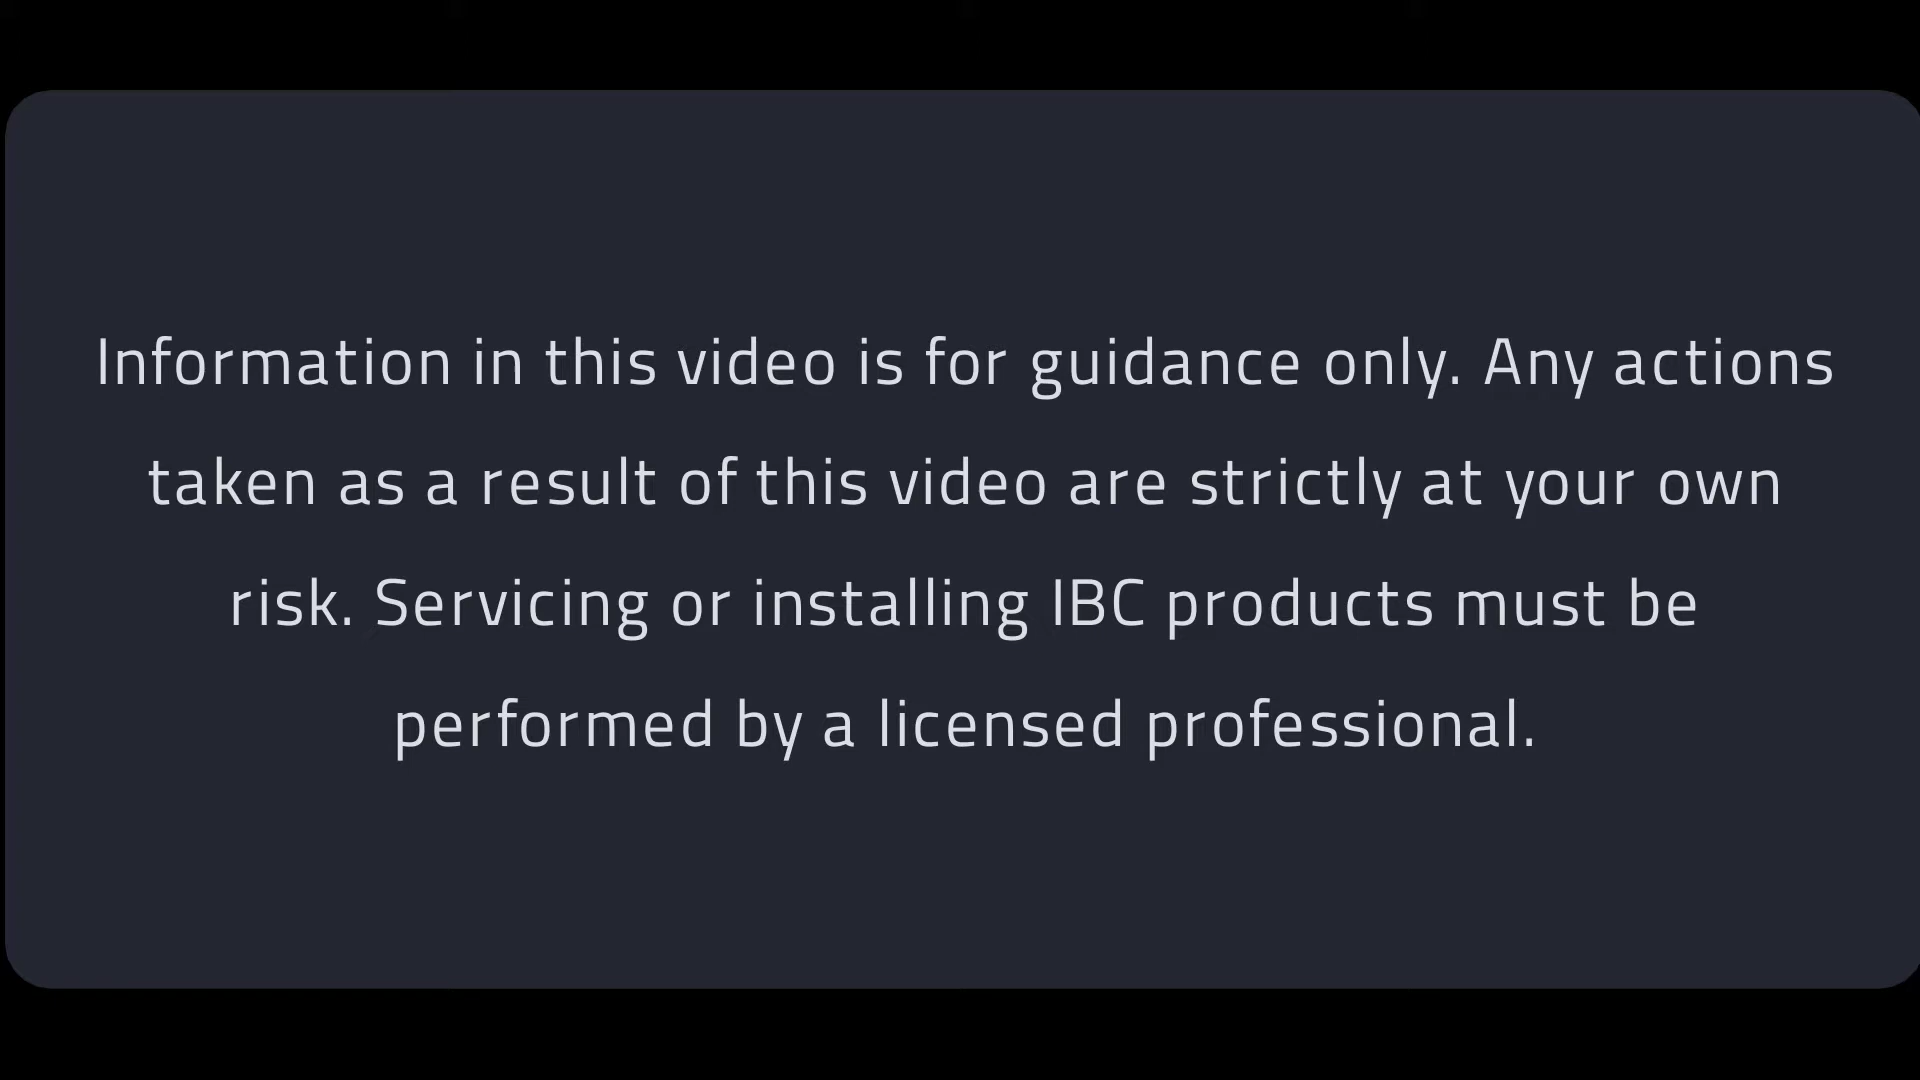 Information in this video is for guidance only. Any actions
taken as a result of this video are strictly at your own
risk. Servicing or installing IBC products must be
performed by a licensed professional.